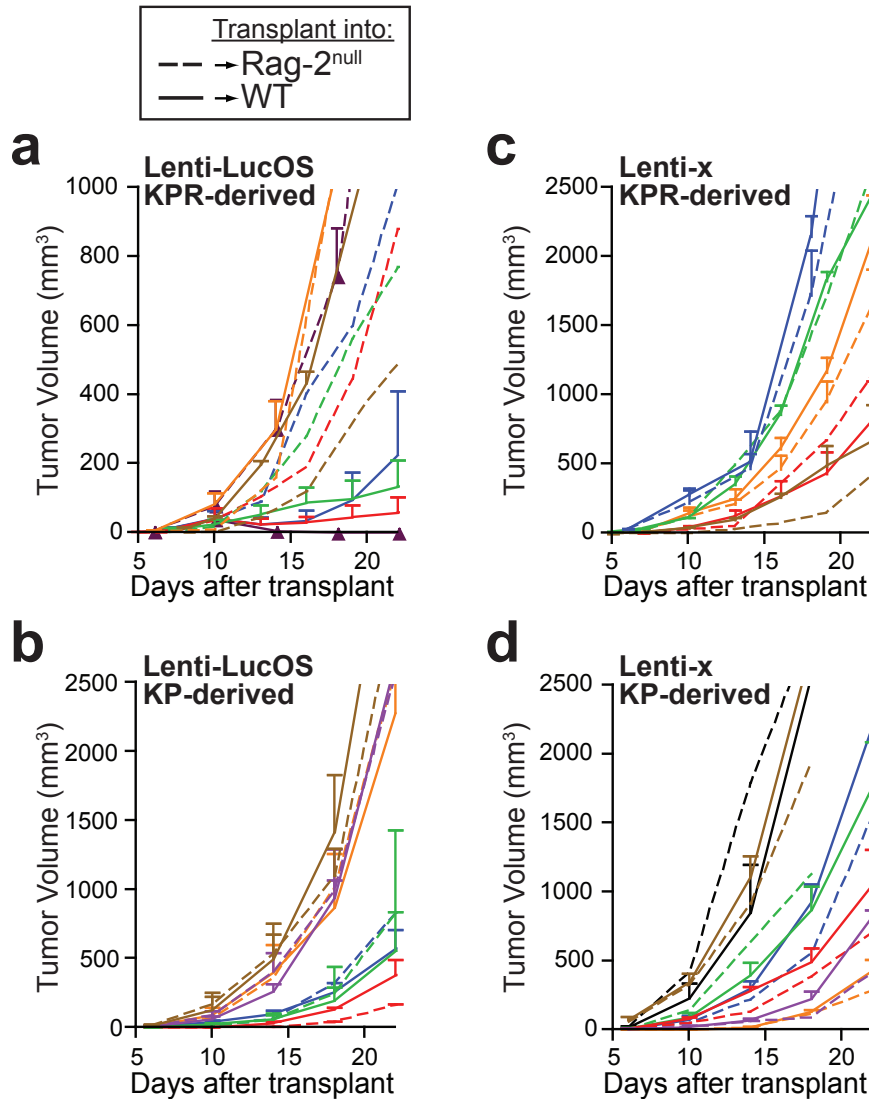 Transplant into:
Rag-2null
WT
a
Lenti-LucOS
KPR-derived
Tumor Volume (mm3)
1000
800
600
400
200
0
5 10 15 20
Days after transplant
c
Lenti-x
KPR-derived
Tumor Volume (mm3)
2500
2000
1500
1000
500
0
5 10 15 20
Days after transplant
b
Lenti-LucOS
KP-derived
Tumor Volume (mm3)
2500
2000
1500
1000
500
0
5 10 15 20
Days after transplant
d
Lenti-x
KP-derived
Tumor Volume (mm3)
2500
2000
1500
1000
500
0
5 10 15 20
Days after transplant